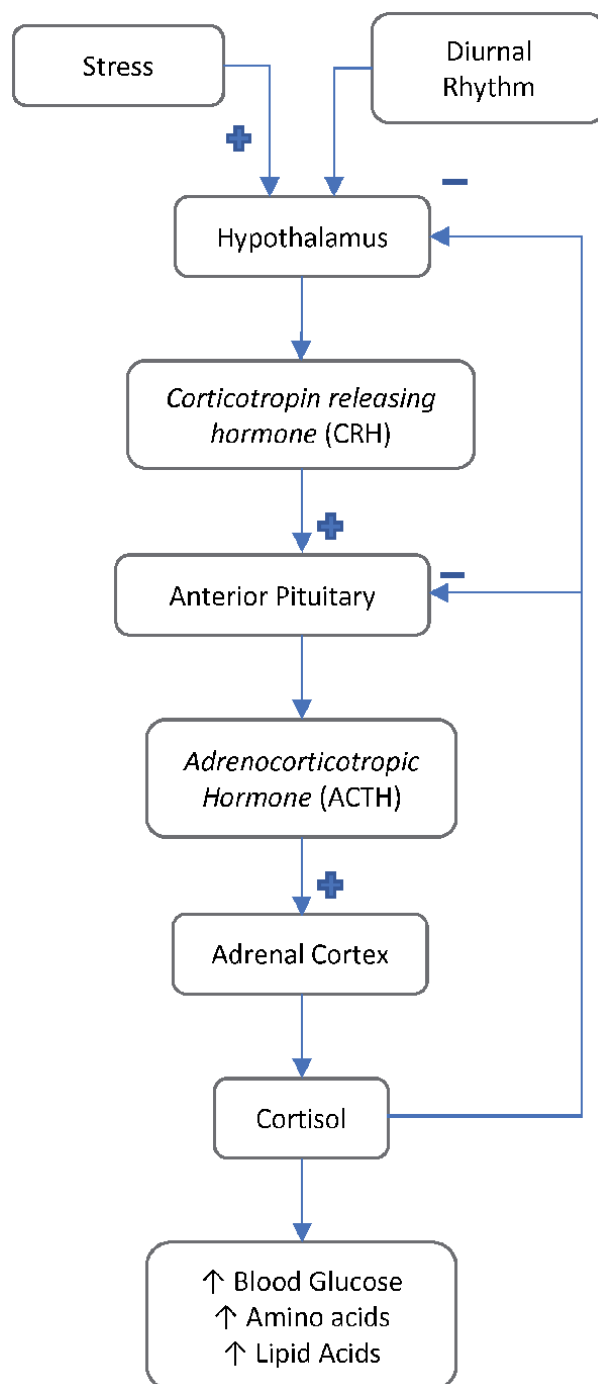 Stress
Diurnal
Rhythm
Hypothalamus
Corticotropin releasing
hormone (CRH)
Anterior Pituitary
Adrenocorticotropic
Hormone (ACTH)
Adrenal Cortex
Cortisol
↑ Blood Glucose
↑ Amino acids
↑ Lipid Acids